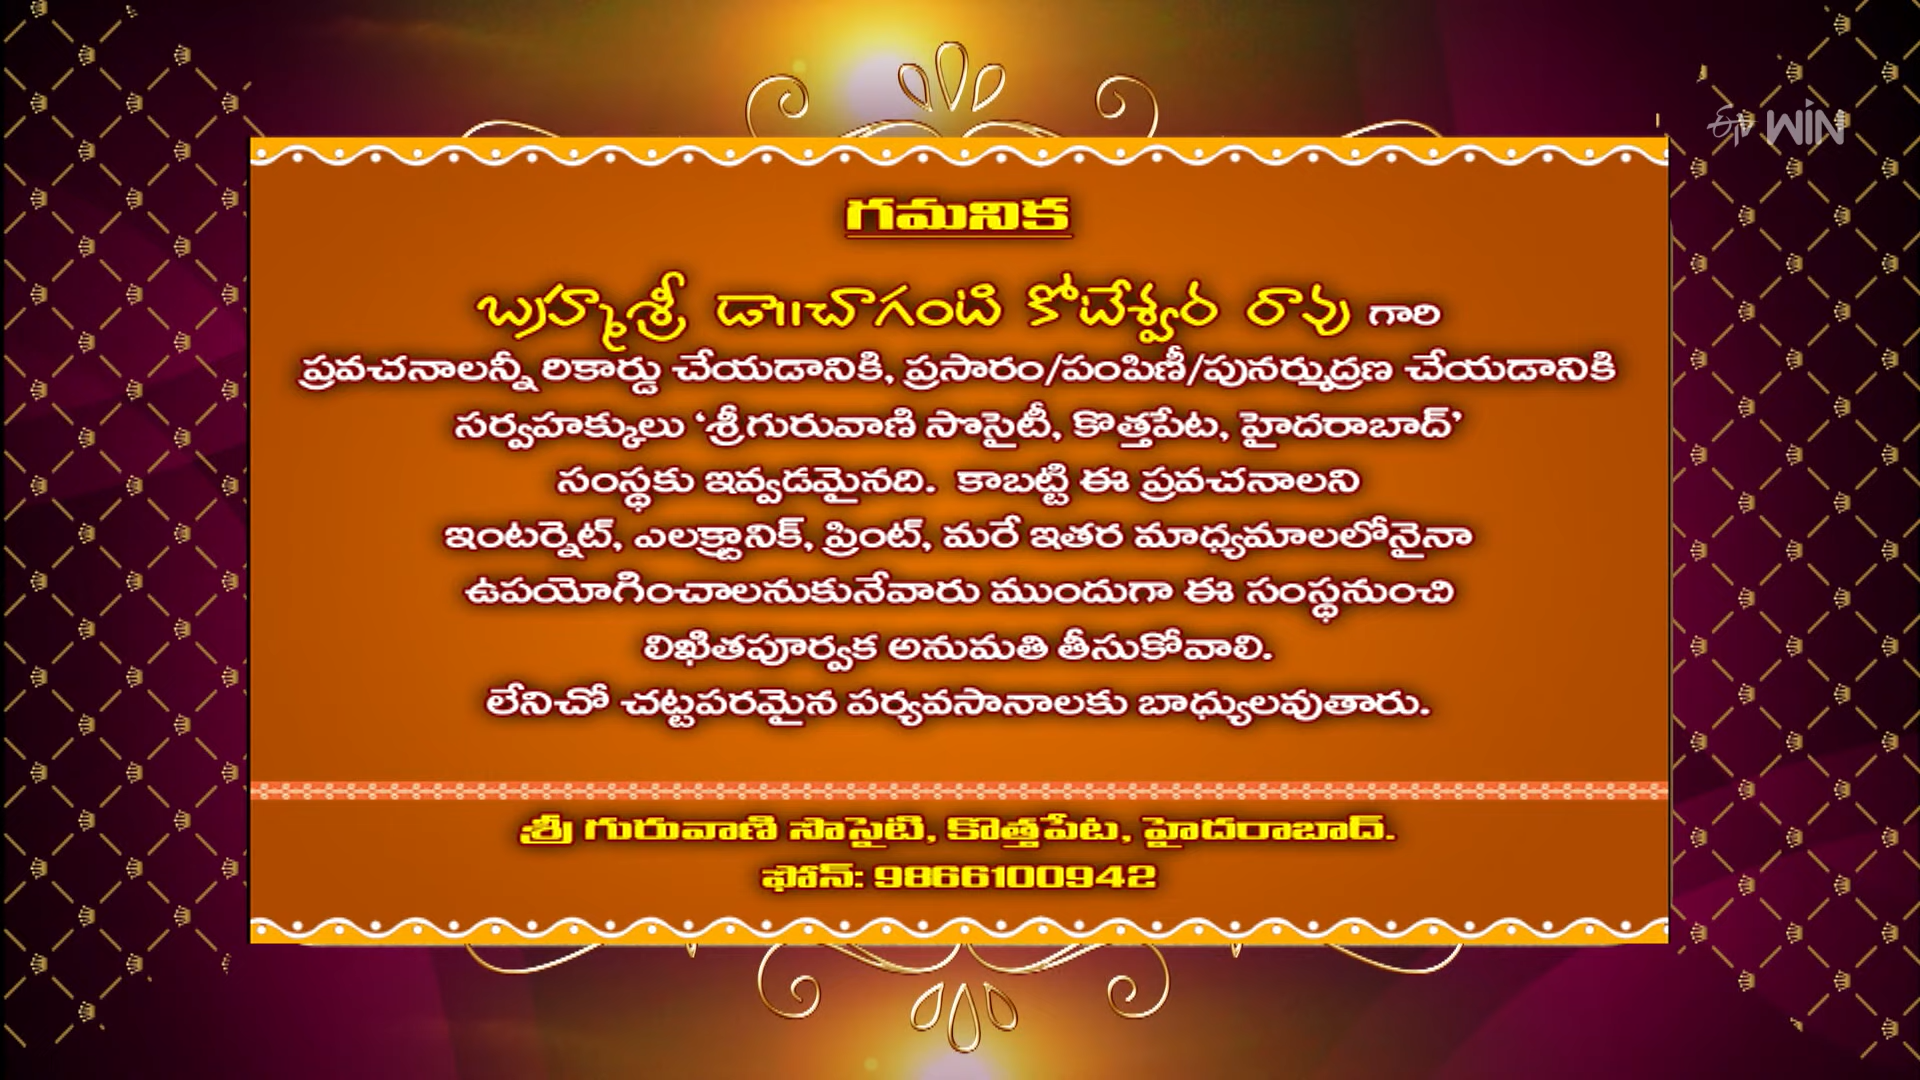 ఈటీవీ WIN
గమనిక
బ్రహ్మశ్రీ డా॥చాగంటి కోటేశ్వర రావు గారి
ప్రవచనాలన్నీ రికార్డు చేయడానికి, ప్రసారం/పంపిణీ/పునర్ముద్రణ చేయడానికి
సర్వహక్కులు ‘శ్రీగురువాణి సొసైటీ, కొత్తపేట, హైదరాబాద్’
సంస్థకు ఇవ్వడమైనది. కాబట్టి ఈ ప్రవచనాలని
ఇంటర్నెట్, ఎలక్ట్రానిక్, ప్రింట్, మరే ఇతర మాధ్యమాలలోనైనా
ఉపయోగించాలనుకునేవారు ముందుగా ఈ సంస్థనుంచి
లిఖితపూర్వక అనుమతి తీసుకోవాలి.
లేనిచో చట్టపరమైన పర్యవసానాలకు బాధ్యులవుతారు.
శ్రీ గురువాణి సొసైటి, కొత్తపేట, హైదరాబాద్.
ఫోన్: 9866100942